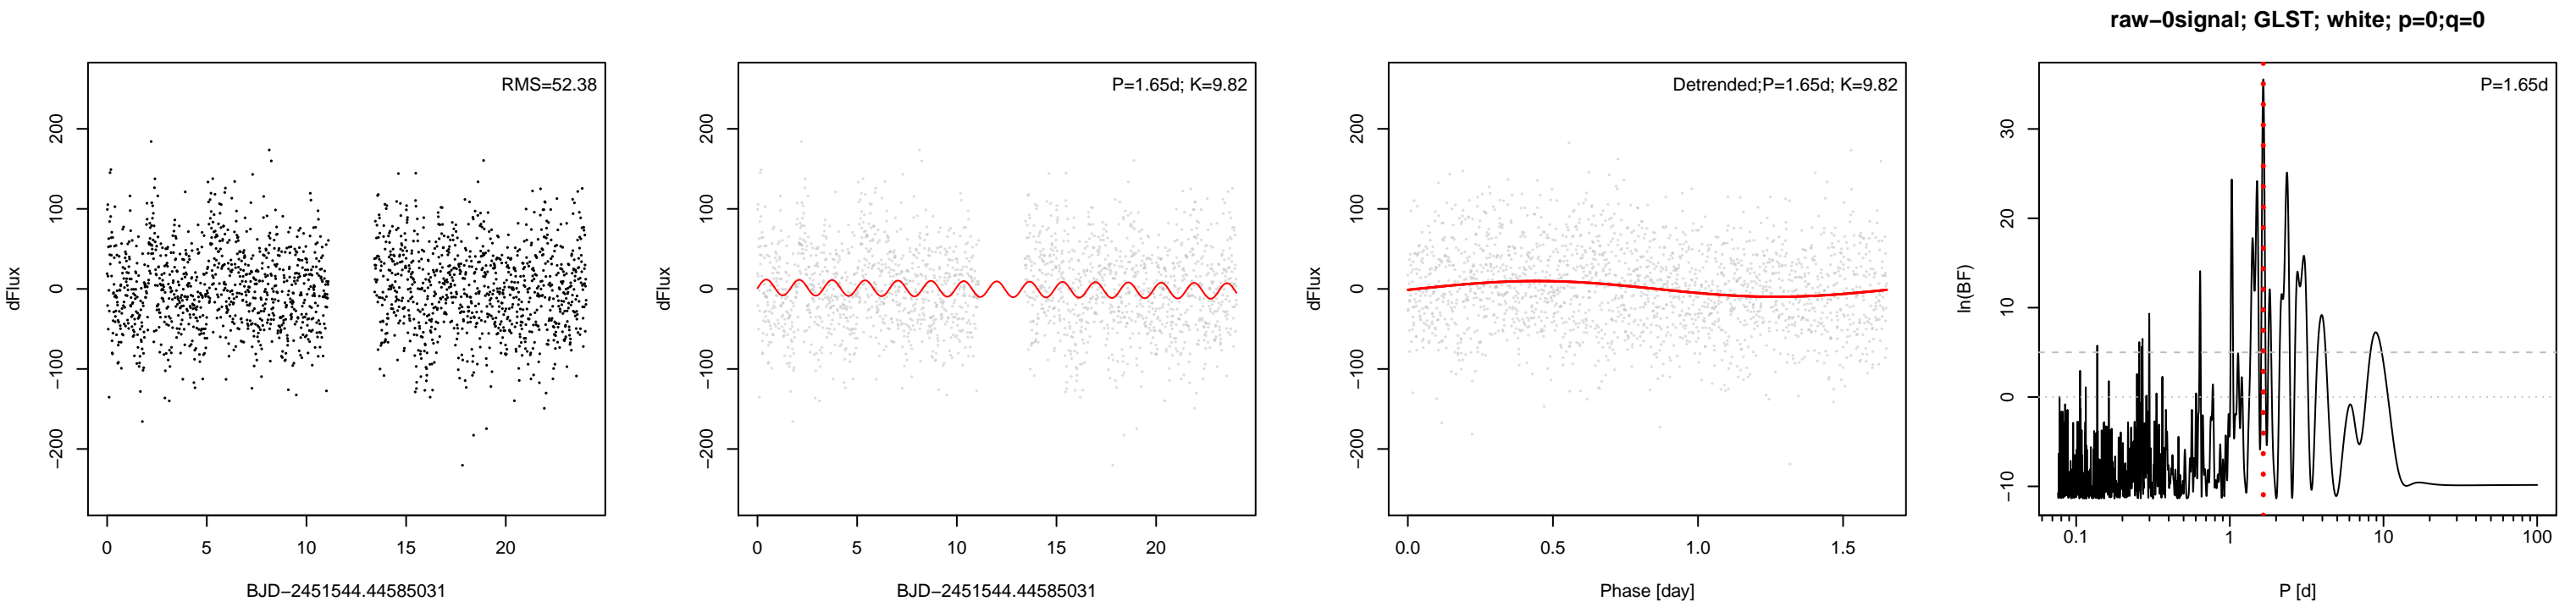 raw−0signal; GLST; white; p=0;q=0
RMS=52.38
dFlux
200
100
0
−100
−200
0 5 10 15 20
BJD−2451544.44585031
P=1.65d; K=9.82
dFlux
200
100
0
−100
−200
0 5 10 15 20
BJD−2451544.44585031
Detrended;P=1.65d; K=9.82
dFlux
200
100
0
−100
−200
0.0 0.5 1.0 1.5
Phase [day]
P=1.65d
ln(BF)
30
20
10
0
−10
0.1 1 10 100
P [d]